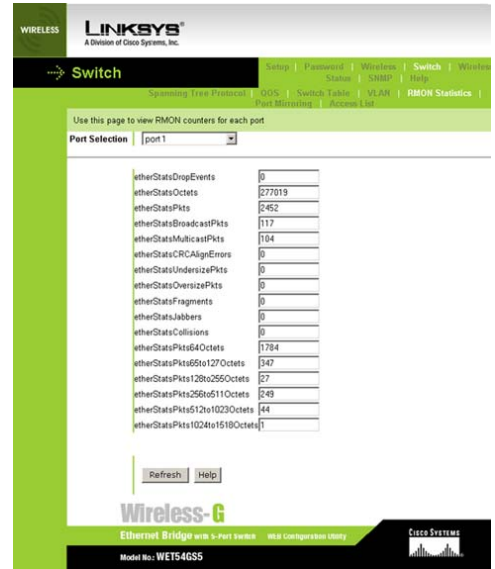 WIRELESS
LINKSYS®
A Division of Cisco Systems, Inc.
Switch
Setup | Password | Wireless | Switch | Wireles
Status | SNMP | Help
Spanning Tree Protocol | QOS | Switch Table | VLAN | RMON Statistics |
Port Mirroring | Access List
Use this page to view RMON counters for each port
Port Selection port 1
etherStatsDropEvents 0
etherStatsOctets 277019
etherStatsPkts 2452
etherStatsBroadcastPkts 117
etherStatsMulticastPkts 104
etherStatsCRCAlignErrors 0
etherStatsUndersizePkts 0
etherStatsOversizePkts 0
etherStatsFragments 0
etherStatsJabbers 0
etherStatsCollisions 0
etherStatsPkts64Octets 1784
etherStatsPkts65to127Octets 347
etherStatsPkts128to255Octets 27
etherStatsPkts256to511Octets 249
etherStatsPkts512to1023Octets 44
etherStatsPkts1024to1518Octets 1
Refresh Help
Wireless-G
Ethernet Bridge with 5-Port Switch WEB Configuration Utility
CISCO SYSTEMS
Model No.: WET54GS5